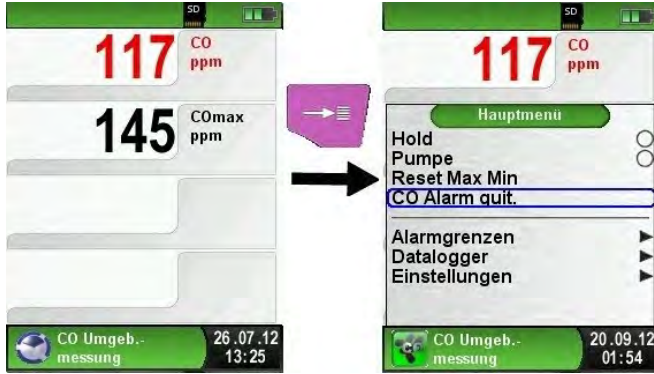 SD
117 CO
ppm
145 COmax
ppm
CO Umgeb.-
messung
26.07.12
13:25
SD
117 CO
ppm
Hauptmenü
Hold
Pumpe
Reset Max Min
CO Alarm quit.
Alarmgrenzen
Datalogger
Einstellungen
CO Umgeb.-
messung
20.09.12
01:54